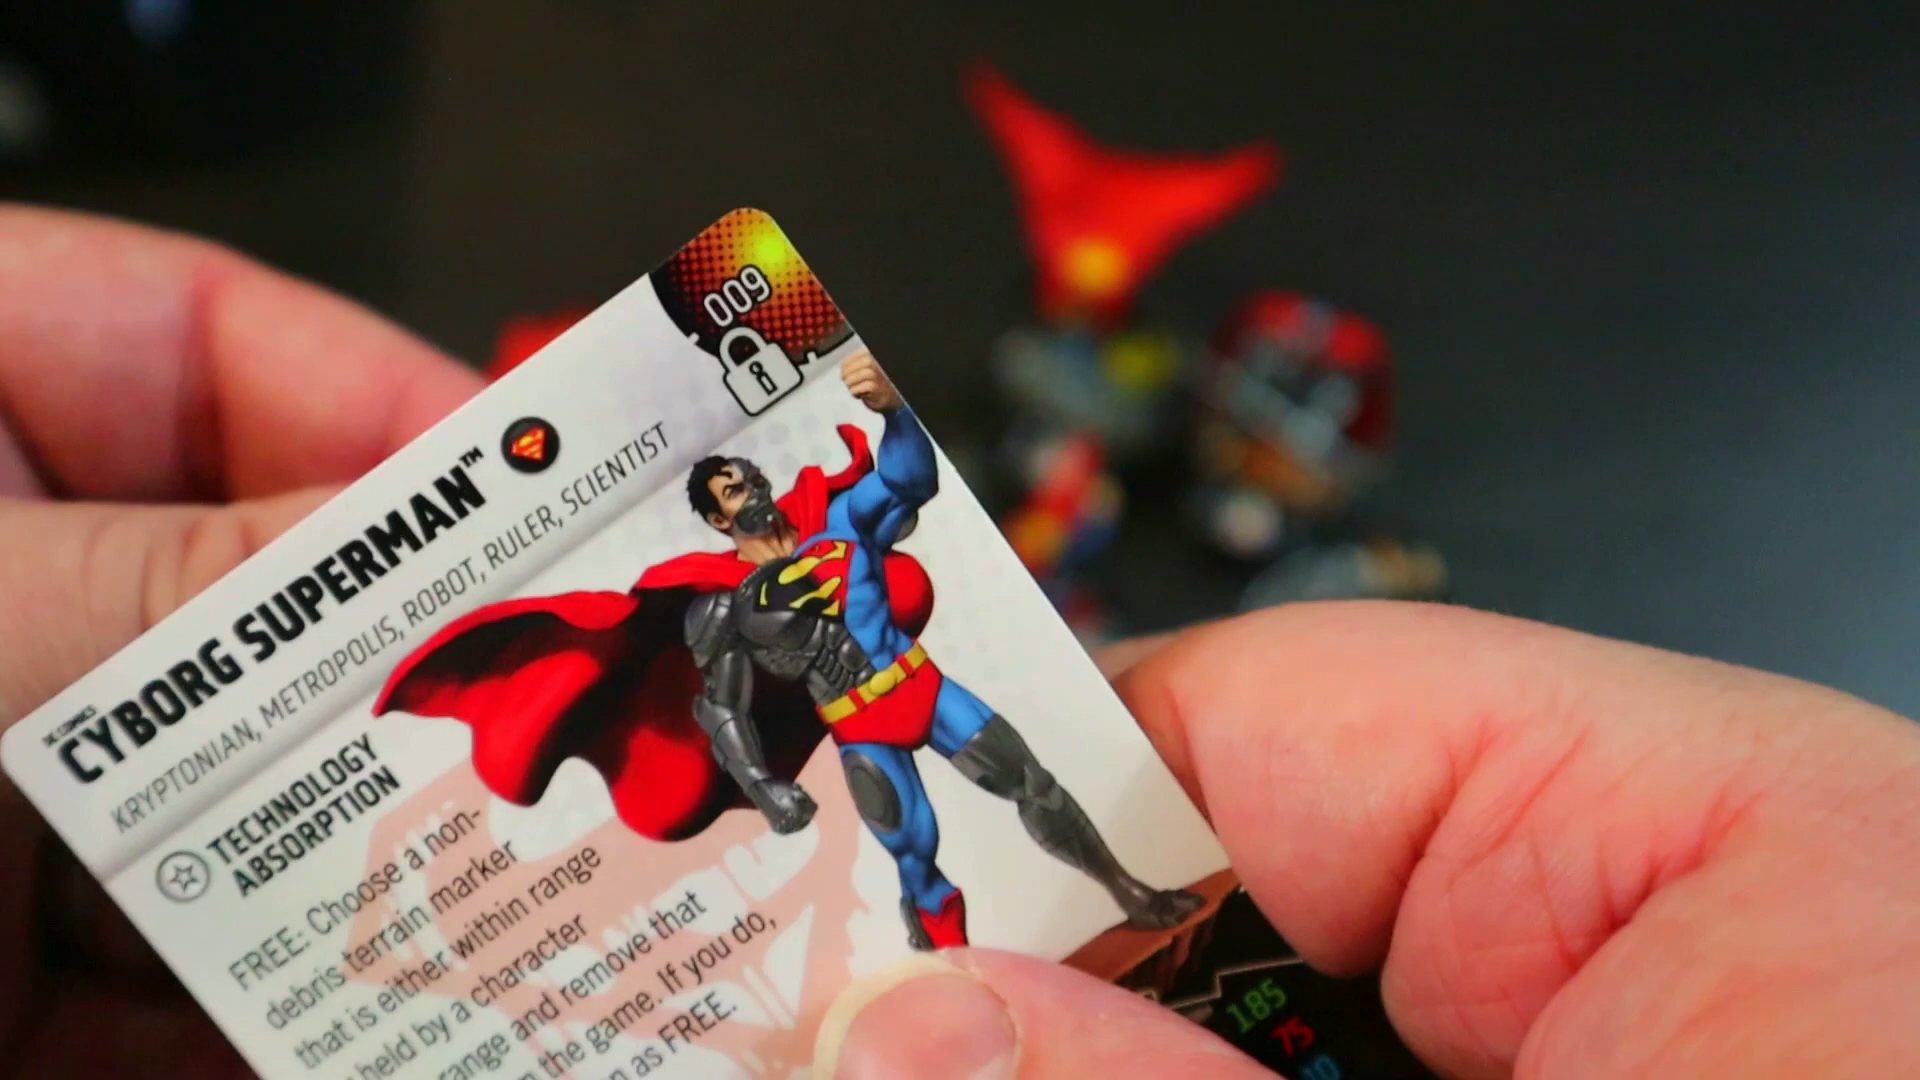 009
DC COMICS
CYBORG SUPERMAN™
KRYPTONIAN, METROPOLIS, ROBOT, RULER, SCIENTIST
TECHNOLOGY
ABSORPTION
FREE: Choose a non-
debris terrain marker
that is either within range
held by a character
range and remove that
the game. If you do,
as FREE.
185
75